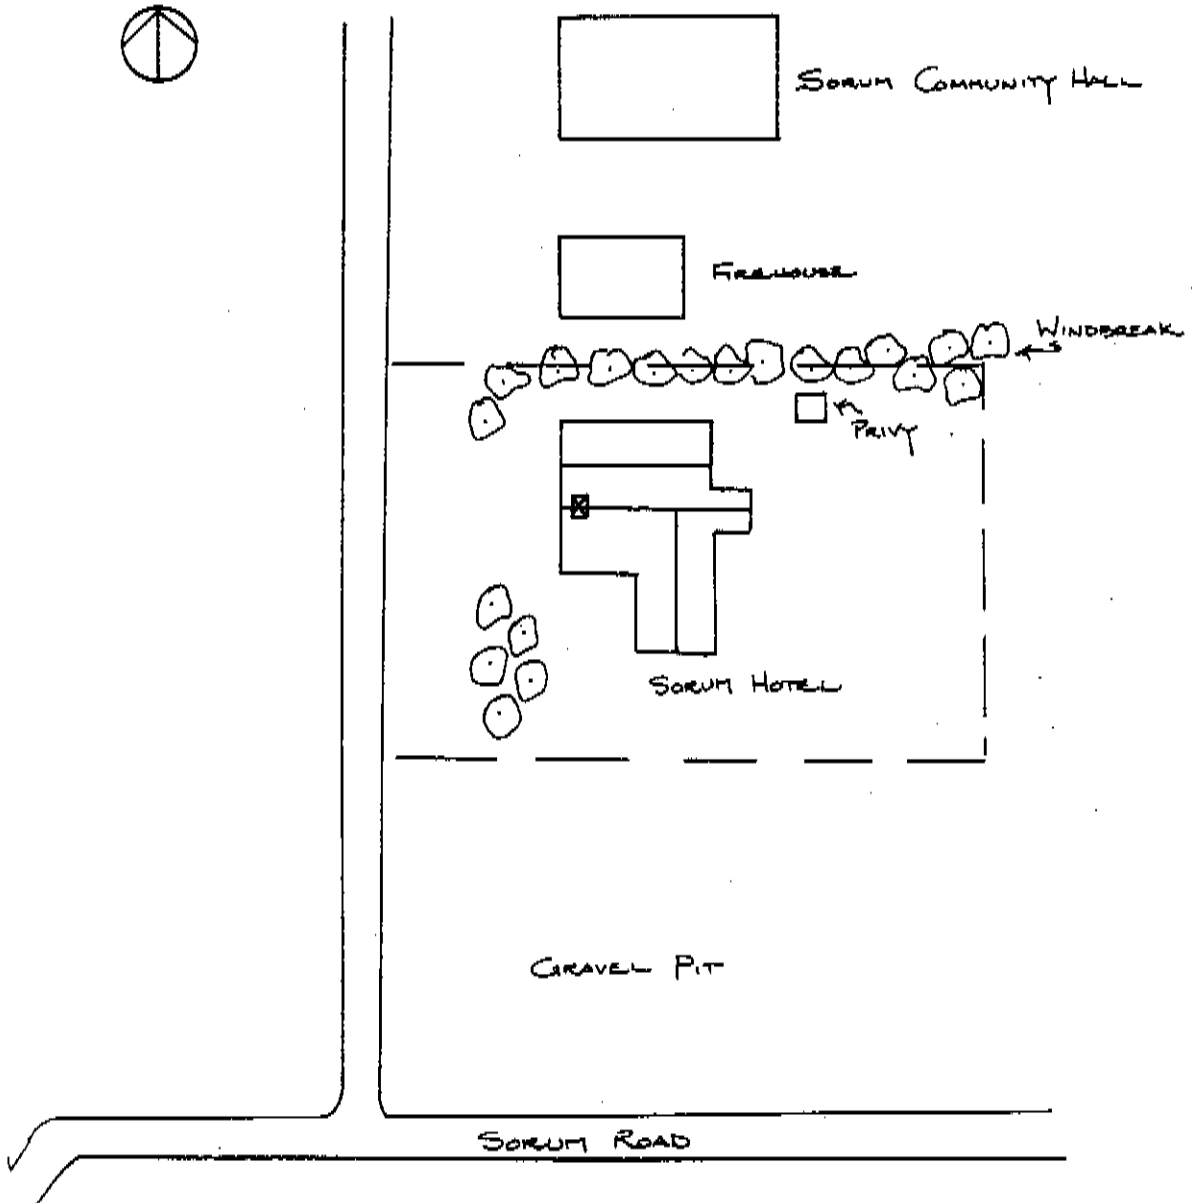 SORUM COMMUNITY HALL
FIREHOUSE
WINDBREAK
PRIVY
SORUM HOTEL
GRAVEL PIT
SORUM ROAD